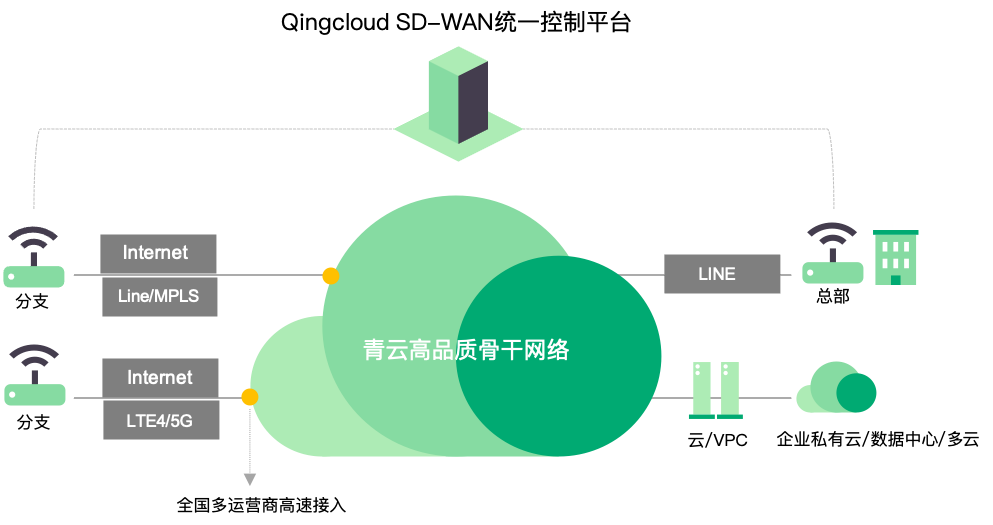 Qingcloud SD-WAN统一控制平台
Internet
Line/MPLS
分支
LINE
总部
青云高品质骨干网络
Internet
LTE4/5G
分支
云/VPC
企业私有云/数据中心/多云
全国多运营商高速接入